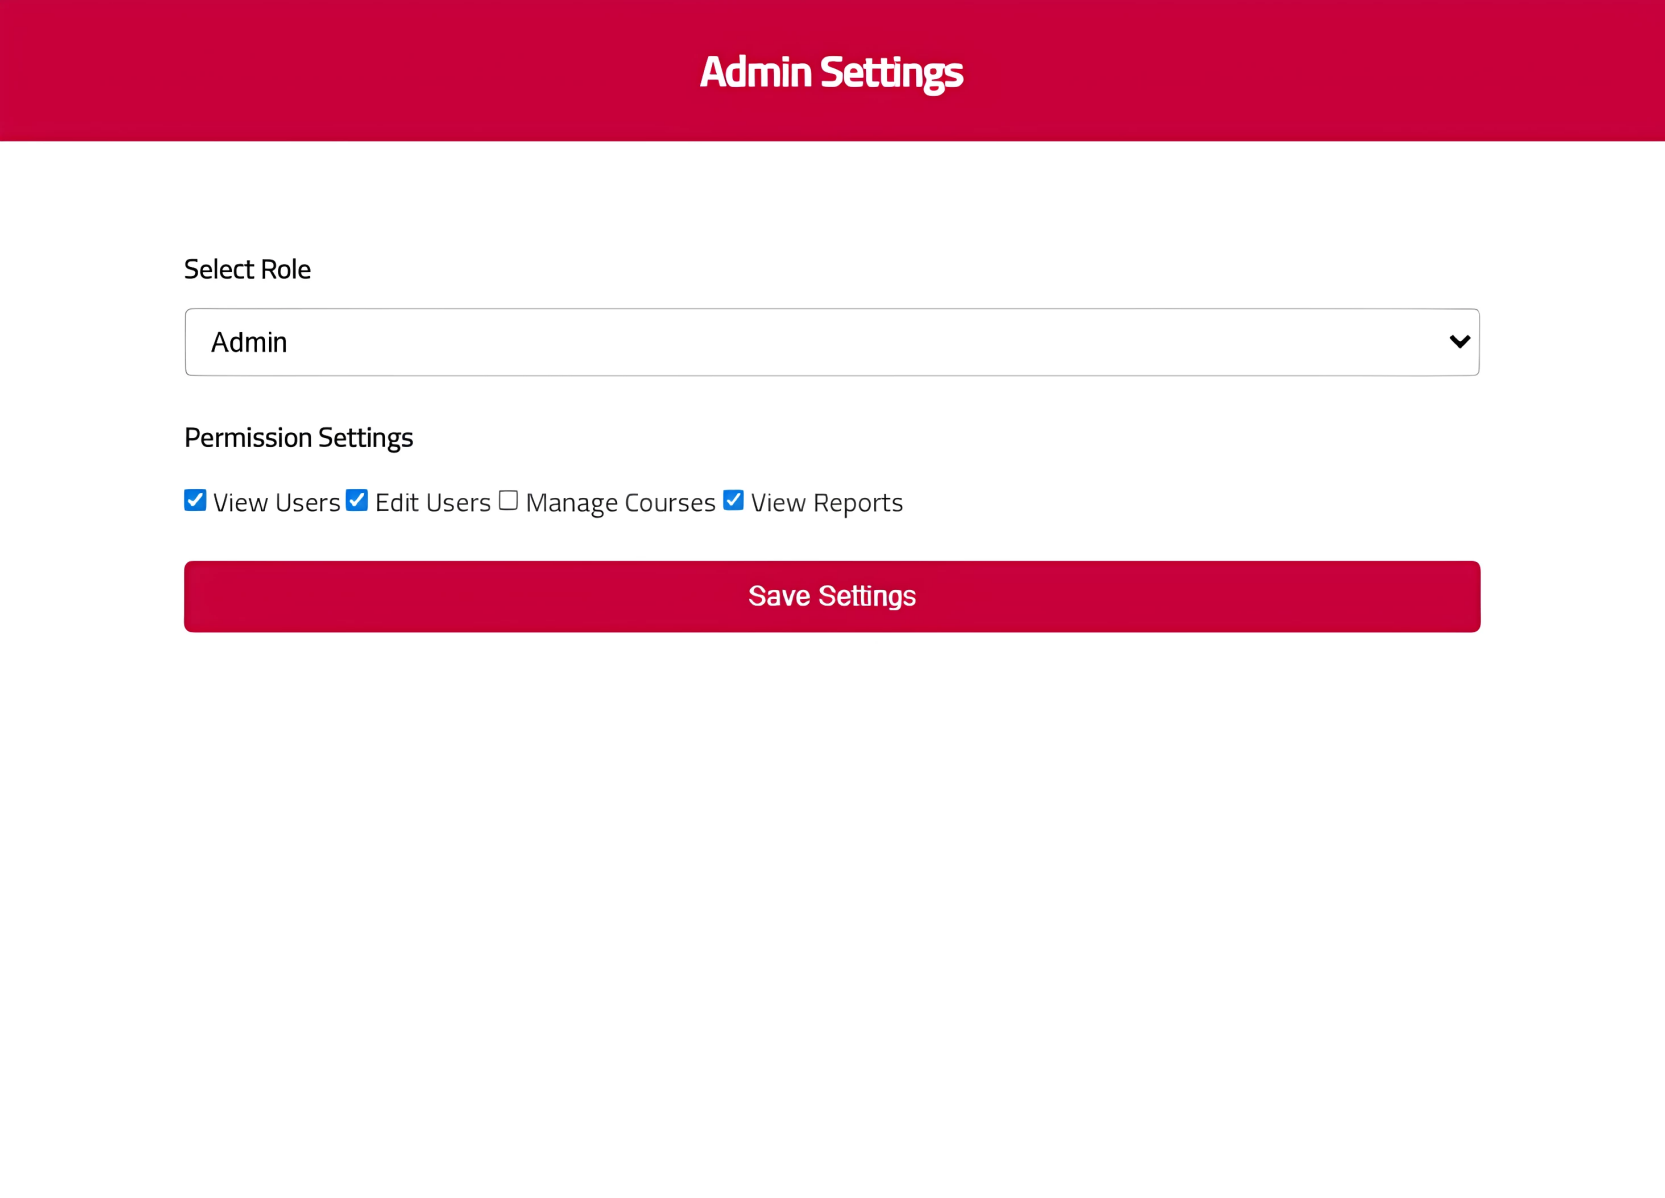 Admin Settings
Select Role
Admin
Permission Settings
View Users Edit Users Manage Courses View Reports
Save Settings